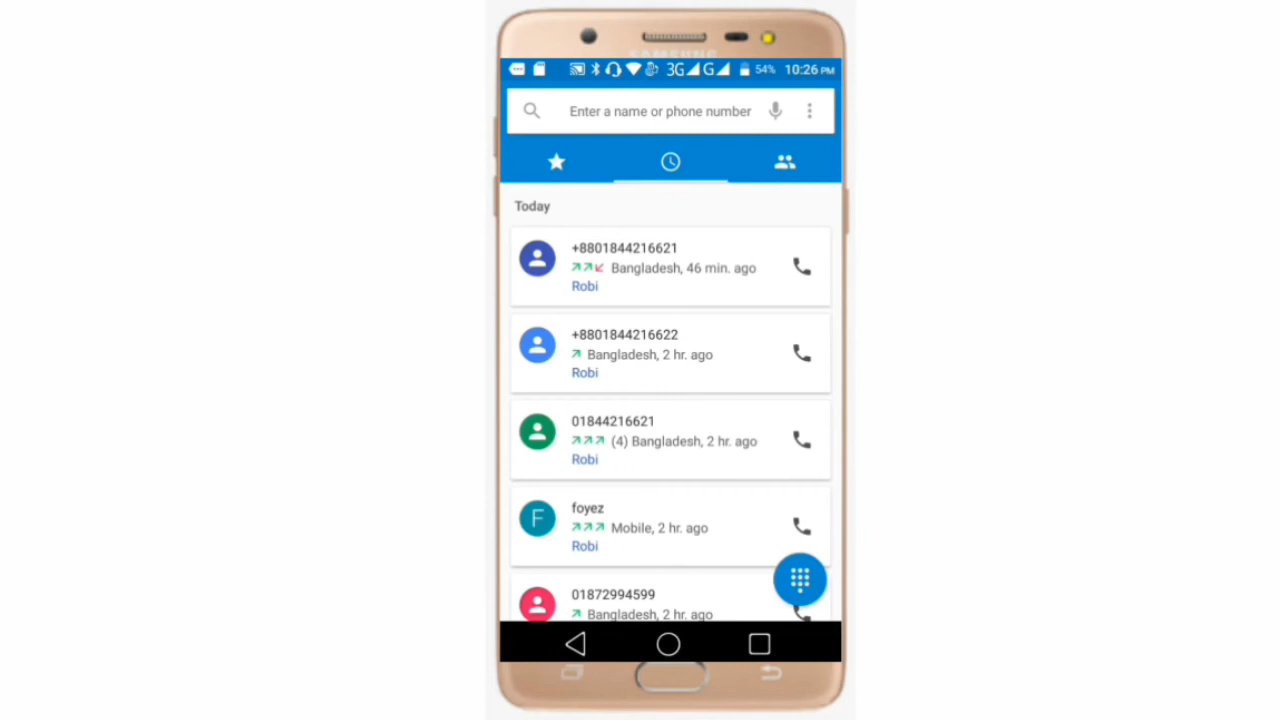 SAMSUNG
3G G 54% 10:26 PM
Enter a name or phone number
Today
+8801844216621
Bangladesh, 46 min. ago
Robi
+8801844216622
Bangladesh, 2 hr. ago
Robi
01844216621
(4) Bangladesh, 2 hr. ago
Robi
F
foyez
Mobile, 2 hr. ago
Robi
01872994599
Bangladesh, 2 hr. ago